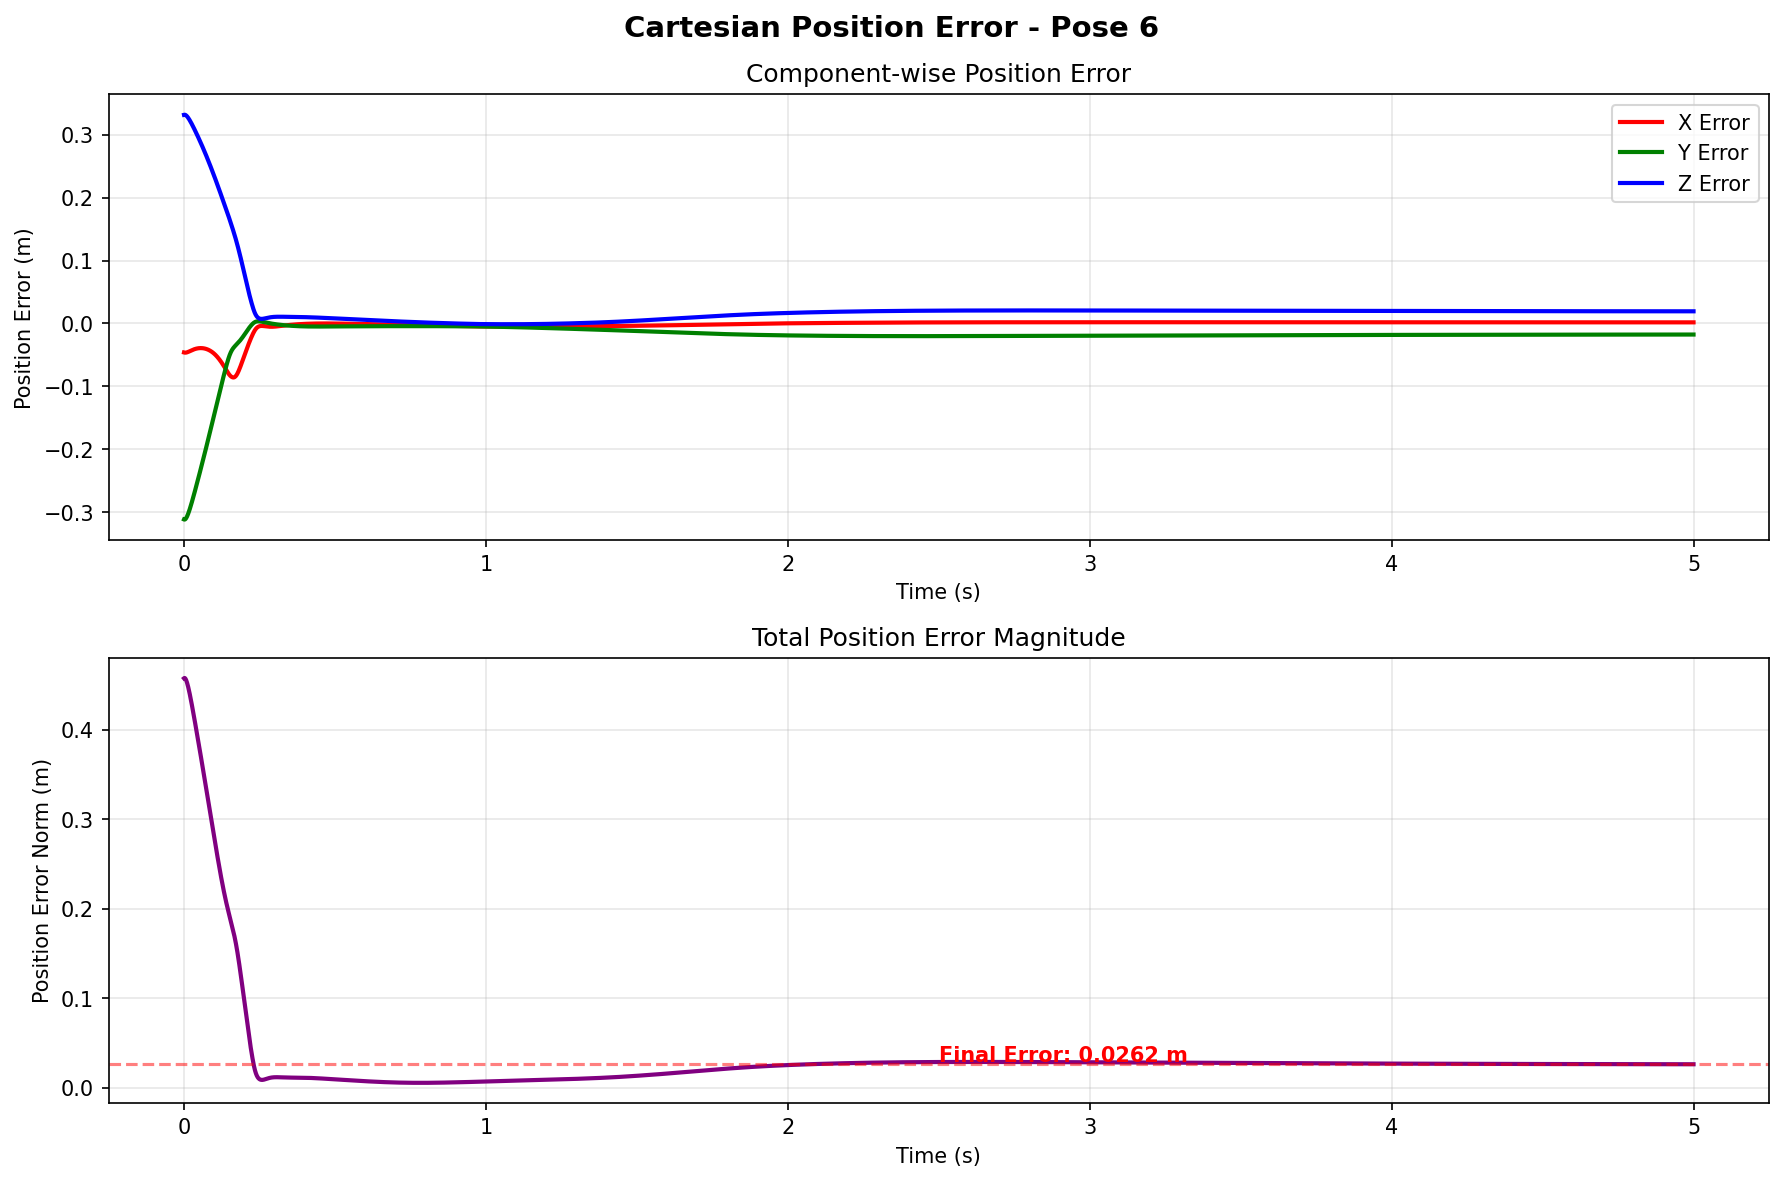 Cartesian Position Error - Pose 6
Component-wise Position Error
Position Error (m)
0.3
0.2
0.1
0.0
−0.1
−0.2
−0.3
X Error
Y Error
Z Error
0 1 2 3 4 5
Time (s)
Total Position Error Magnitude
Position Error Norm (m)
0.4
0.3
0.2
0.1
0.0
Final Error: 0.0262 m
0 1 2 3 4 5
Time (s)